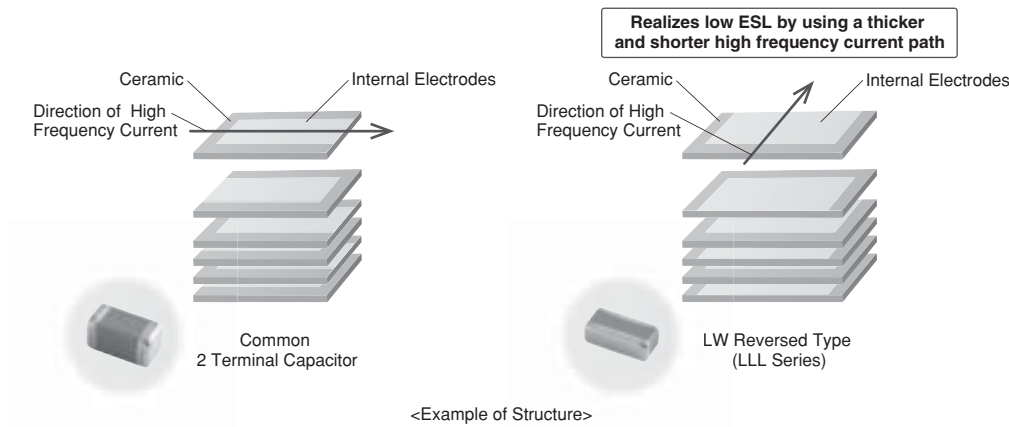 Realizes low ESL by using a thicker
and shorter high frequency current path
Ceramic
Internal Electrodes
Direction of High
Frequency Current
Common
2 Terminal Capacitor
Ceramic
Internal Electrodes
Direction of High
Frequency Current
LW Reversed Type
(LLL Series)
<Example of Structure>